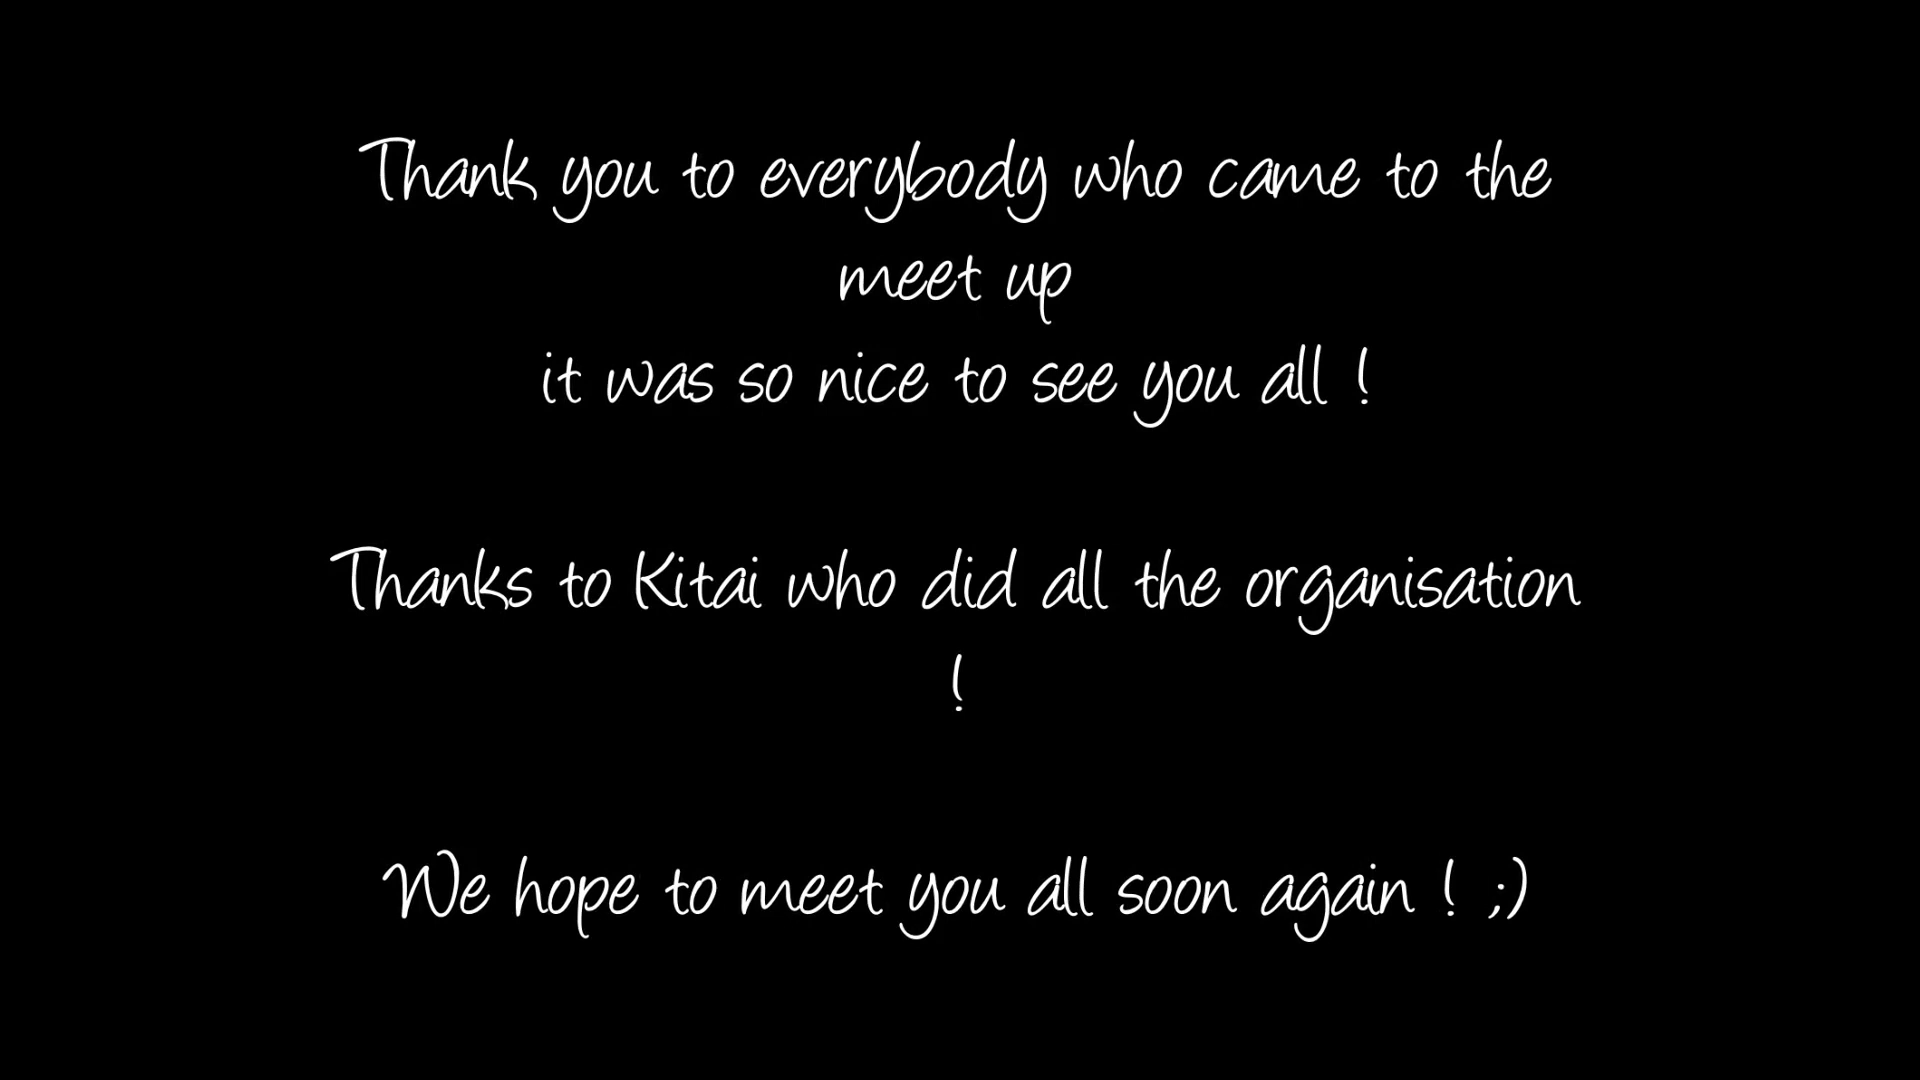 Thank you to everybody who came to the
meet up
it was so nice to see you all !
Thanks to Kitai who did all the organisation
!
We hope to meet you all soon again ! ;)